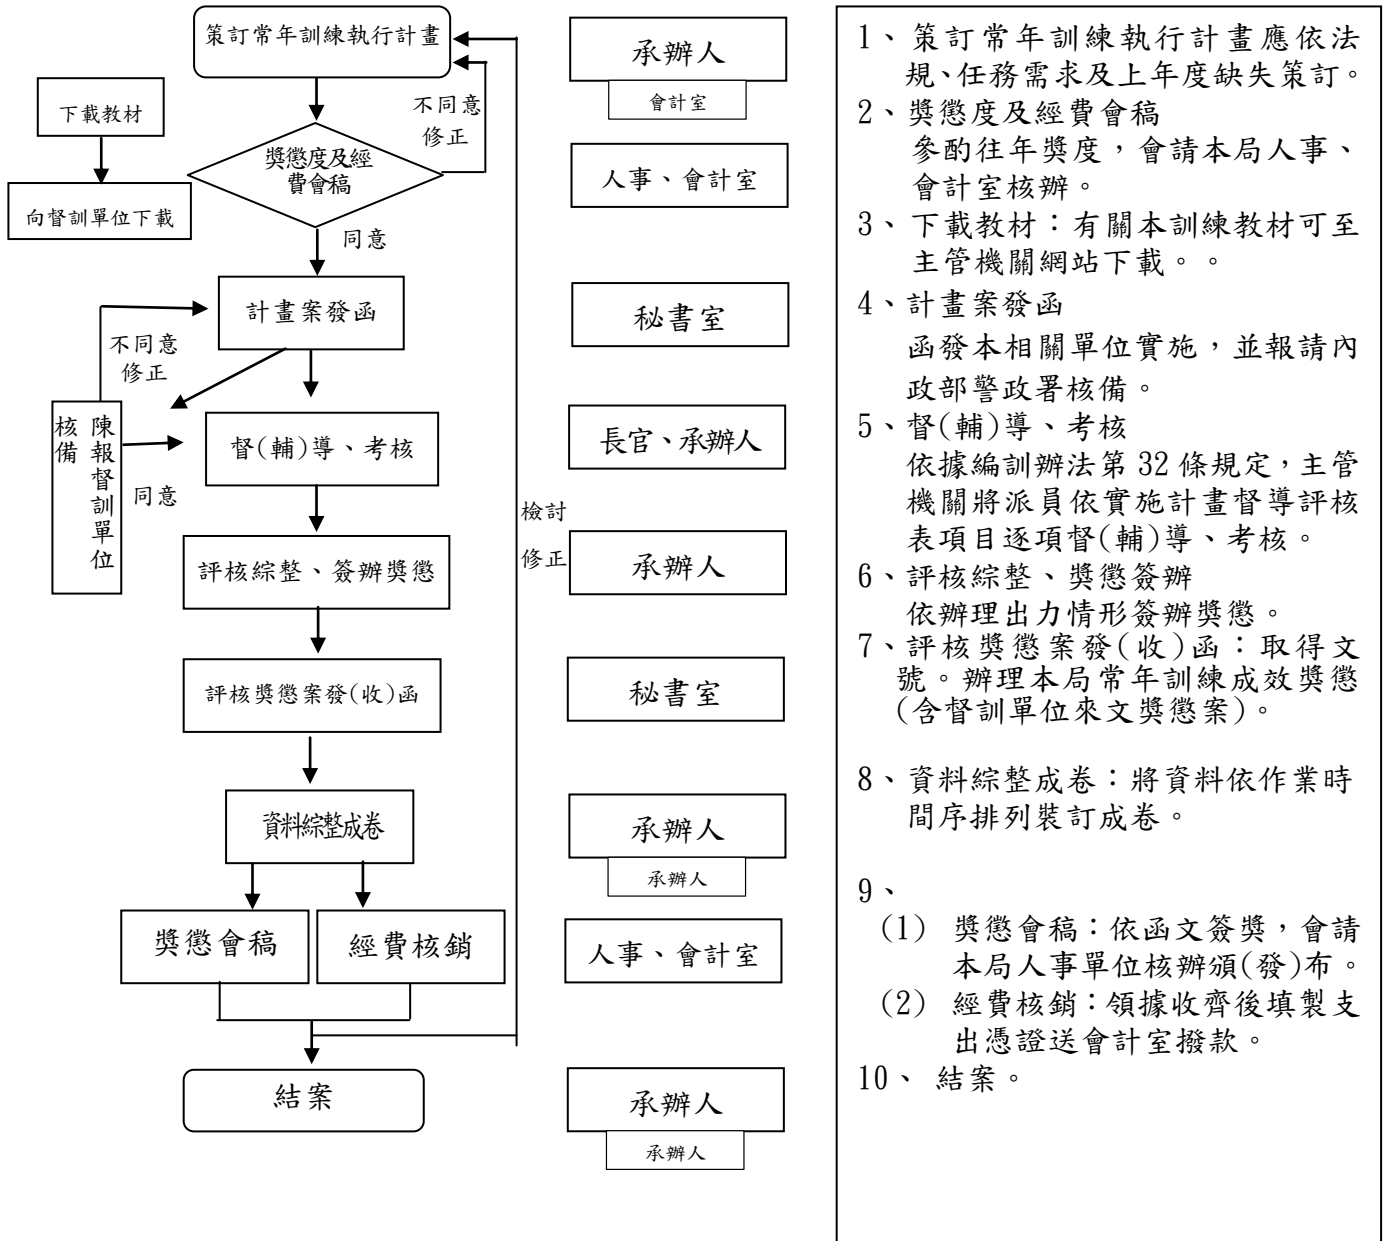 策訂常年訓練執行計畫
下載教材
向督訓單位下載
不同意
修正
獎懲度及經
費會稿
同意
計畫案發函
不同意
修正
陳報督訓單位
核備
同意
督(輔)導、考核
評核綜整、簽辦獎懲
評核獎懲案發(收)函
資料綜整成卷
獎懲會稿
經費核銷
結案
檢討
修正
承辦人
會計室
人事、會計室
秘書室
長官、承辦人
承辦人
秘書室
承辦人
承辦人
人事、會計室
承辦人
承辦人
1、策訂常年訓練執行計畫應依法
規、任務需求及上年度缺失策訂。
2、獎懲度及經費會稿
參酌往年獎度，會請本局人事、
會計室核辦。
3、下載教材：有關本訓練教材可至
主管機關網站下載。。
4、計畫案發函
函發本相關單位實施，並報請內
政部警政署核備。
5、督(輔)導、考核
依據編訓辦法第 32 條規定，主管
機關將派員依實施計畫督導評核
表項目逐項督(輔)導、考核。
6、評核綜整、獎懲簽辦
依辦理出力情形簽辦獎懲。
7、評核獎懲案發(收)函：取得文
號。辦理本局常年訓練成效獎懲
(含督訓單位來文獎懲案)。
8、資料綜整成卷：將資料依作業時
間序排列裝訂成卷。
9、
(1) 獎懲會稿：依函文簽獎，會請
本局人事單位核辦頒(發)布。
(2) 經費核銷：領據收齊後填製支
出憑證送會計室撥款。
10、 結案。